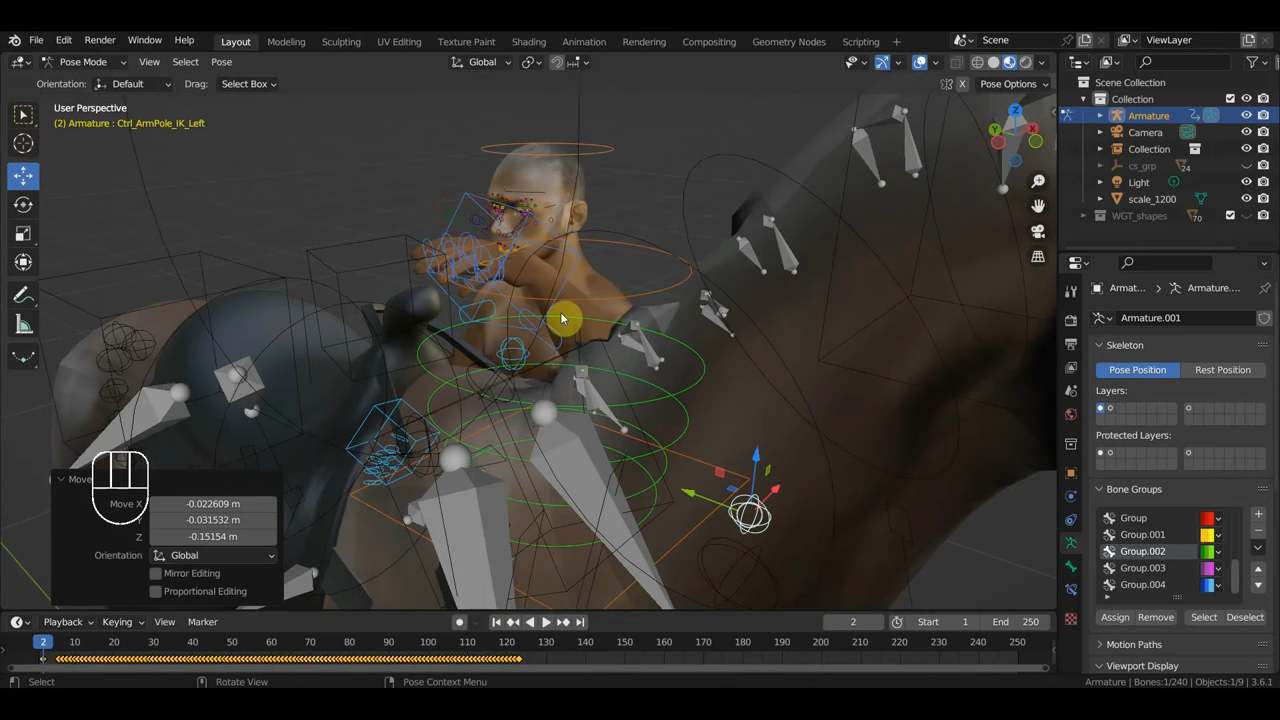 File Edit Render Window Help Layout Modeling Sculpting UV Editing Texture Paint Shading Animation Rendering Compositing Geometry Nodes Scripting + Scene ViewLayer
Pose Mode View Select Pose Global
Orientation: Default Drag: Select Box X Pose Options
User Perspective
(2) Armature : Ctrl_ArmPole_IK_Left
Z
Y
X
Move
Move X -0.022609 m
Y -0.031532 m
Z -0.15154 m
Orientation Global
Mirror Editing
Proportional Editing
Scene Collection
Collection
Armature
Camera
Collection
cs_grp 24
Light
scale_1200
WGT_shapes 70
Armat... Armature....
Armature.001
Skeleton
Pose Position Rest Position
Layers:
Protected Layers:
Bone Groups
Group
Group.001
Group.002
Group.003
Group.004
Assign Remove Select Deselect
Motion Paths
Viewport Display
Playback Keying View Marker 2 Start 1 End 250
2 10 20 30 40 50 60 70 80 90 100 110 120 130 140 150 160 170 180 190 200 210 220 230 240 250
Select Rotate View Pose Context Menu Armature | Bones:1/240 | Objects:1/9 | 3.6.1